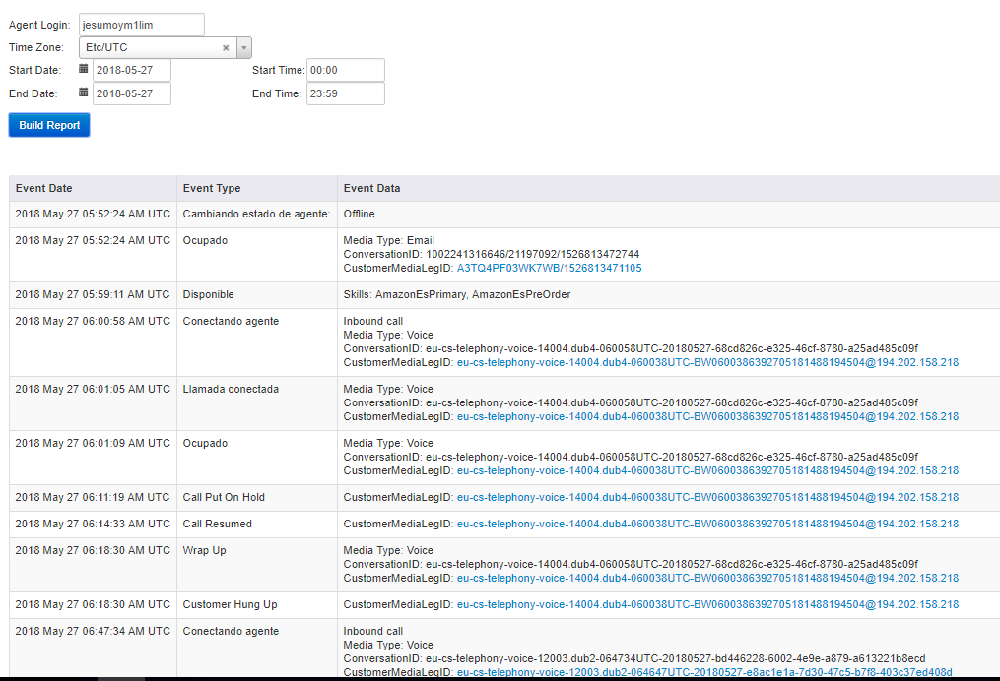 Agent Login: jesumoym1lim
Time Zone: Etc/UTC
Start Date: 2018-05-27 Start Time: 00:00
End Date: 2018-05-27 End Time: 23:59
Build Report
Event Date Event Type Event Data
2018 May 27 05:52:24 AM UTC Cambiando estado de agente: Offline
2018 May 27 05:52:24 AM UTC Ocupado Media Type: Email
ConversationID: 1002241316646/21197092/1526813472744
CustomerMediaLegID: A3TQ4PF03WK7WB/1526813471105
2018 May 27 05:59:11 AM UTC Disponible Skills: AmazonEsPrimary, AmazonEsPreOrder
2018 May 27 06:00:58 AM UTC Conectando agente Inbound call
Media Type: Voice
ConversationID: eu-cs-telephony-voice-14004.dub4-060058UTC-20180527-68cd826c-e325-46cf-8780-a25ad485c09f
CustomerMediaLegID: eu-cs-telephony-voice-14004.dub4-060038UTC-BW0600386392705181488194504@194.202.158.218
2018 May 27 06:01:05 AM UTC Llamada conectada Media Type: Voice
ConversationID: eu-cs-telephony-voice-14004.dub4-060058UTC-20180527-68cd826c-e325-46cf-8780-a25ad485c09f
CustomerMediaLegID: eu-cs-telephony-voice-14004.dub4-060038UTC-BW0600386392705181488194504@194.202.158.218
2018 May 27 06:01:09 AM UTC Ocupado Media Type: Voice
ConversationID: eu-cs-telephony-voice-14004.dub4-060058UTC-20180527-68cd826c-e325-46cf-8780-a25ad485c09f
CustomerMediaLegID: eu-cs-telephony-voice-14004.dub4-060038UTC-BW0600386392705181488194504@194.202.158.218
2018 May 27 06:11:19 AM UTC Call Put On Hold CustomerMediaLegID: eu-cs-telephony-voice-14004.dub4-060038UTC-BW0600386392705181488194504@194.202.158.218
2018 May 27 06:14:33 AM UTC Call Resumed CustomerMediaLegID: eu-cs-telephony-voice-14004.dub4-060038UTC-BW0600386392705181488194504@194.202.158.218
2018 May 27 06:18:30 AM UTC Wrap Up Media Type: Voice
ConversationID: eu-cs-telephony-voice-14004.dub4-060058UTC-20180527-68cd826c-e325-46cf-8780-a25ad485c09f
CustomerMediaLegID: eu-cs-telephony-voice-14004.dub4-060038UTC-BW0600386392705181488194504@194.202.158.218
2018 May 27 06:18:30 AM UTC Customer Hung Up CustomerMediaLegID: eu-cs-telephony-voice-14004.dub4-060038UTC-BW0600386392705181488194504@194.202.158.218
2018 May 27 06:47:34 AM UTC Conectando agente Inbound call
Media Type: Voice
ConversationID: eu-cs-telephony-voice-12003.dub2-064734UTC-20180527-bd446228-6002-4e9e-a879-a613221b8ecd
CustomerMediaLegID: eu-cs-telephony-voice-12003.dub2-064647UTC-20180527-e8ac1e1a-7d30-47c5-b7f8-403c37ed408d